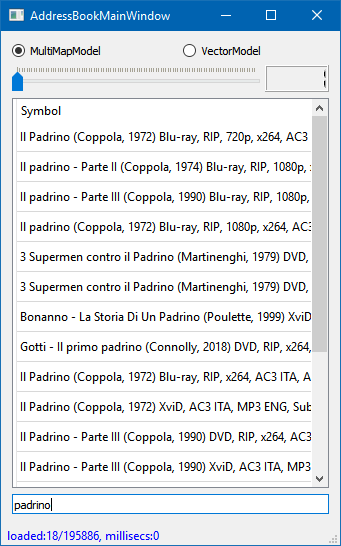 AddressBookMainWindow
MultiMapModel VectorModel
Symbol
Il Padrino (Coppola, 1972) Blu-ray, RIP, 720p, x264, AC3
Il padrino - Parte II (Coppola, 1974) Blu-ray, RIP, 1080p,
Il padrino - Parte III (Coppola, 1990) Blu-ray, RIP, 1080p,
Il padrino (Coppola, 1972) Blu-ray, RIP, 1080p, x264, AC3
3 Supermen contro il Padrino (Martinenghi, 1979) DVD,
3 Supermen contro il Padrino (Martinenghi, 1979) DVD,
Bonanno - La Storia Di Un Padrino (Poulette, 1999) XviD
Gotti - Il primo padrino (Connolly, 2018) DVD, RIP, x264,
Il Padrino (Coppola, 1972) Blu-ray, RIP, x264, AC3 ITA, A
Il Padrino (Coppola, 1972) XviD, AC3 ITA, MP3 ENG, Sub
Il Padrino - Parte III (Coppola, 1990) DVD, RIP, x264, AC3
Il Padrino - Parte III (Coppola, 1990) XviD, AC3 ITA, MP3
padrino
loaded:18/195886, millisecs:0